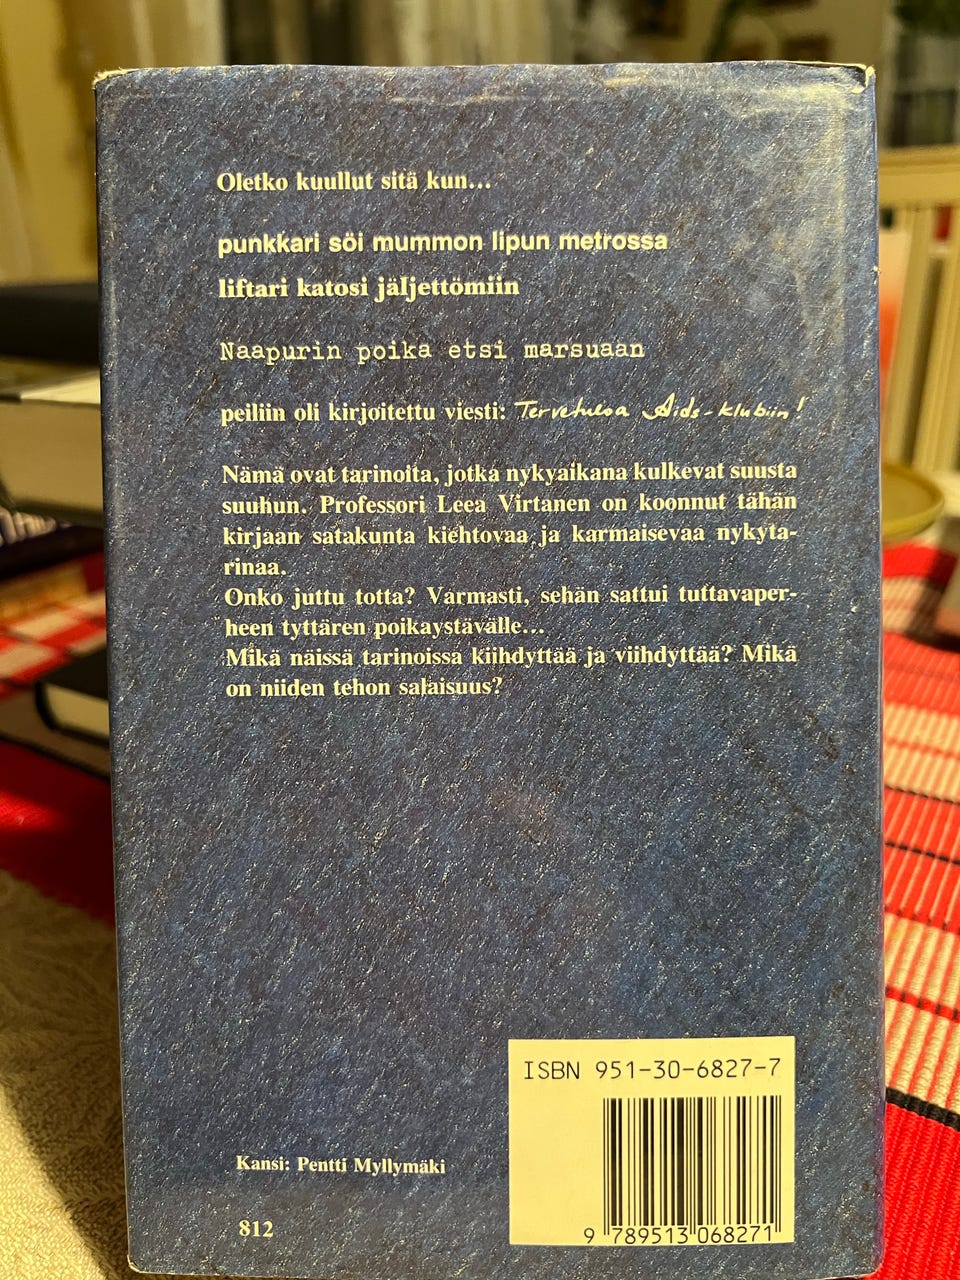 Oletko kuullut sitä kun...
punkkari söi mummon lipun metrossa
liftari katosi jäljettömiin
Naapurin poika etsi marsuaan
peiliin oli kirjoitettu viesti: Tervetuloa Aids-klubiin!
Nämä ovat tarinoita, jotka nykyaikana kulkevat suusta
suuhun. Professori Leea Virtanen on koonnut tähän
kirjaan satakunta kiehtovaa ja karmaisevaa nykyta-
rinaa.
Onko juttu totta? Varmasti, sehän sattui tuttavaper-
heen tyttären poikaystävälle...
Mikä näissä tarinoissa kiihdyttää ja viihdyttää? Mikä
on niiden tehon salaisuus?
ISBN 951-30-6827-7
9 789513 068271
Kansi: Pentti Myllymäki
812